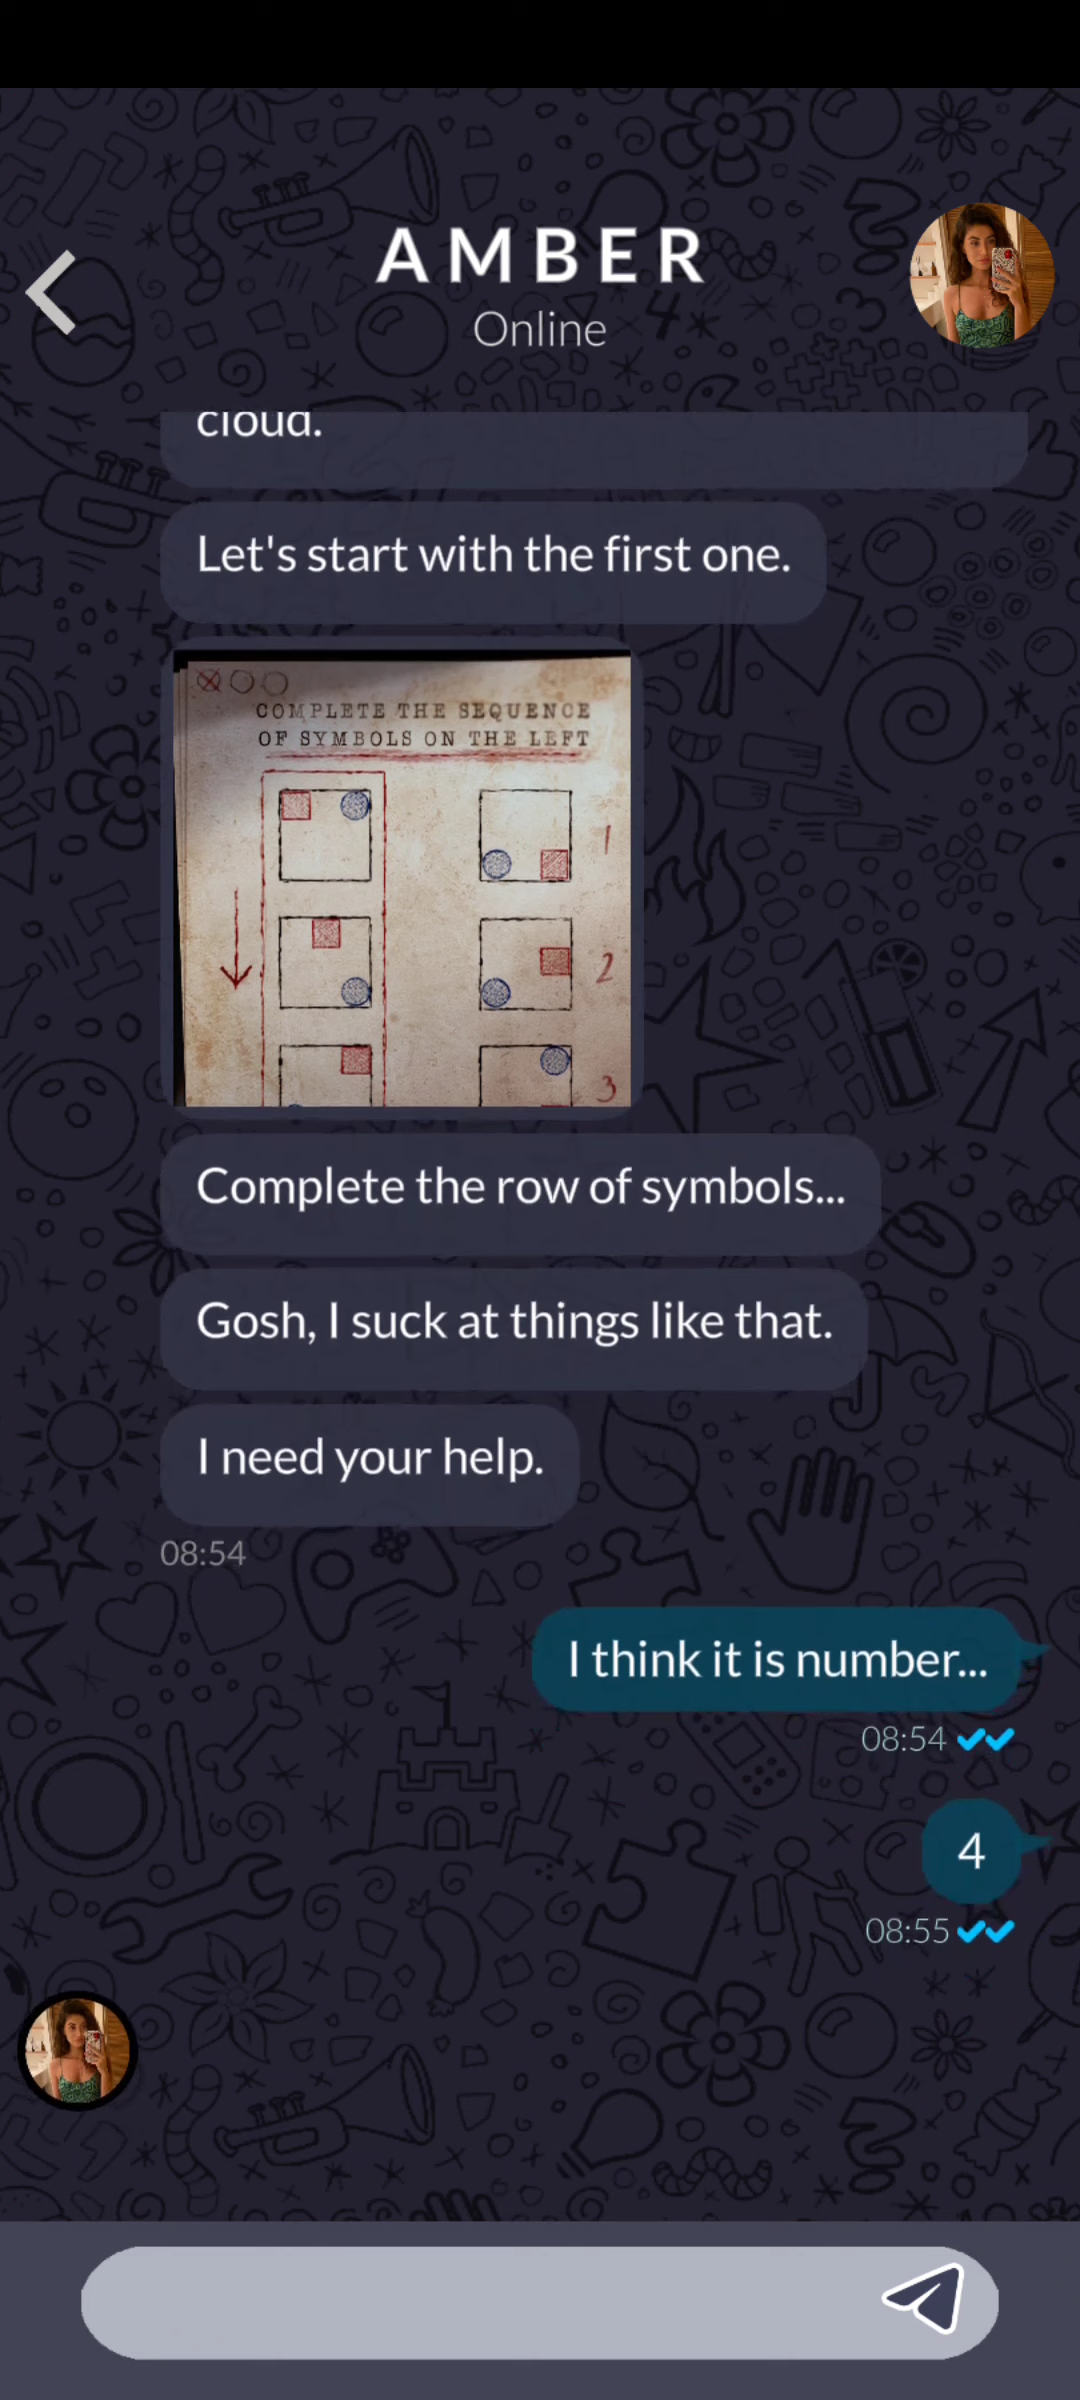 AMBER
Online
cloud.
Let's start with the first one.
COMPLETE THE SEQUENCE
OF SYMBOLS ON THE LEFT
1
2
3
Complete the row of symbols...
Gosh, I suck at things like that.
I need your help.
08:54
I think it is number...
08:54
4
08:55